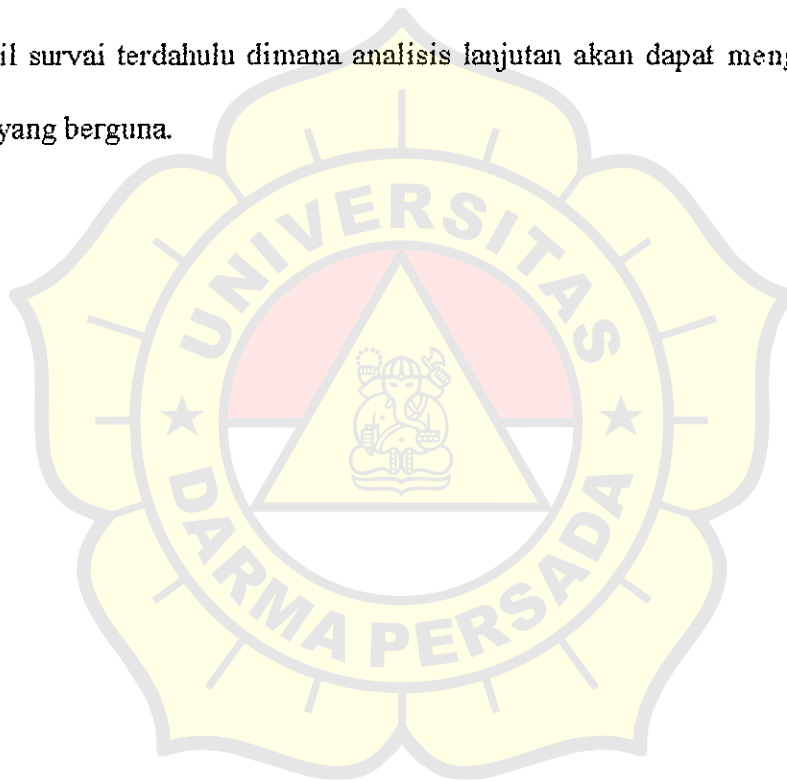 il survai terdahulu dimana analisis lanjutan akan dapat meng
yang berguna.
UNIVERSITAS
DARMA PERSADA